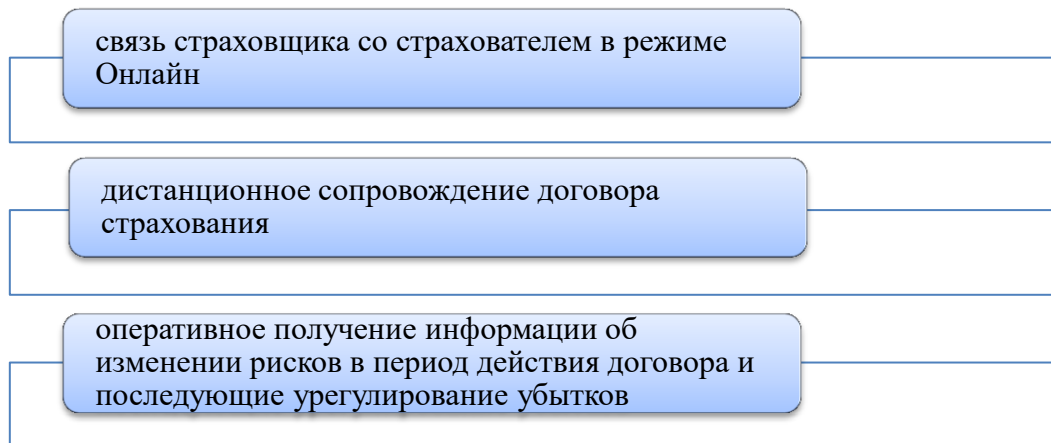 связь страховщика со страхователем в режиме
Онлайн
дистанционное сопровождение договора
страхования
оперативное получение информации об
изменении рисков в период действия договора и
последующие урегулирование убытков